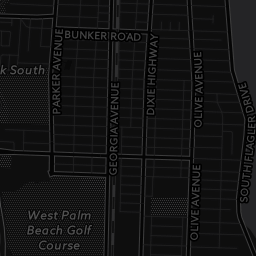 BUNKER ROAD
k South
PARKER AVENUE
GEORGIA AVENUE
DIXIE HIGHWAY
OLIVE AVENUE
SOUTH FLAGLER DRIVE
OLIVE AVENUE
West Palm
Beach Golf
Course